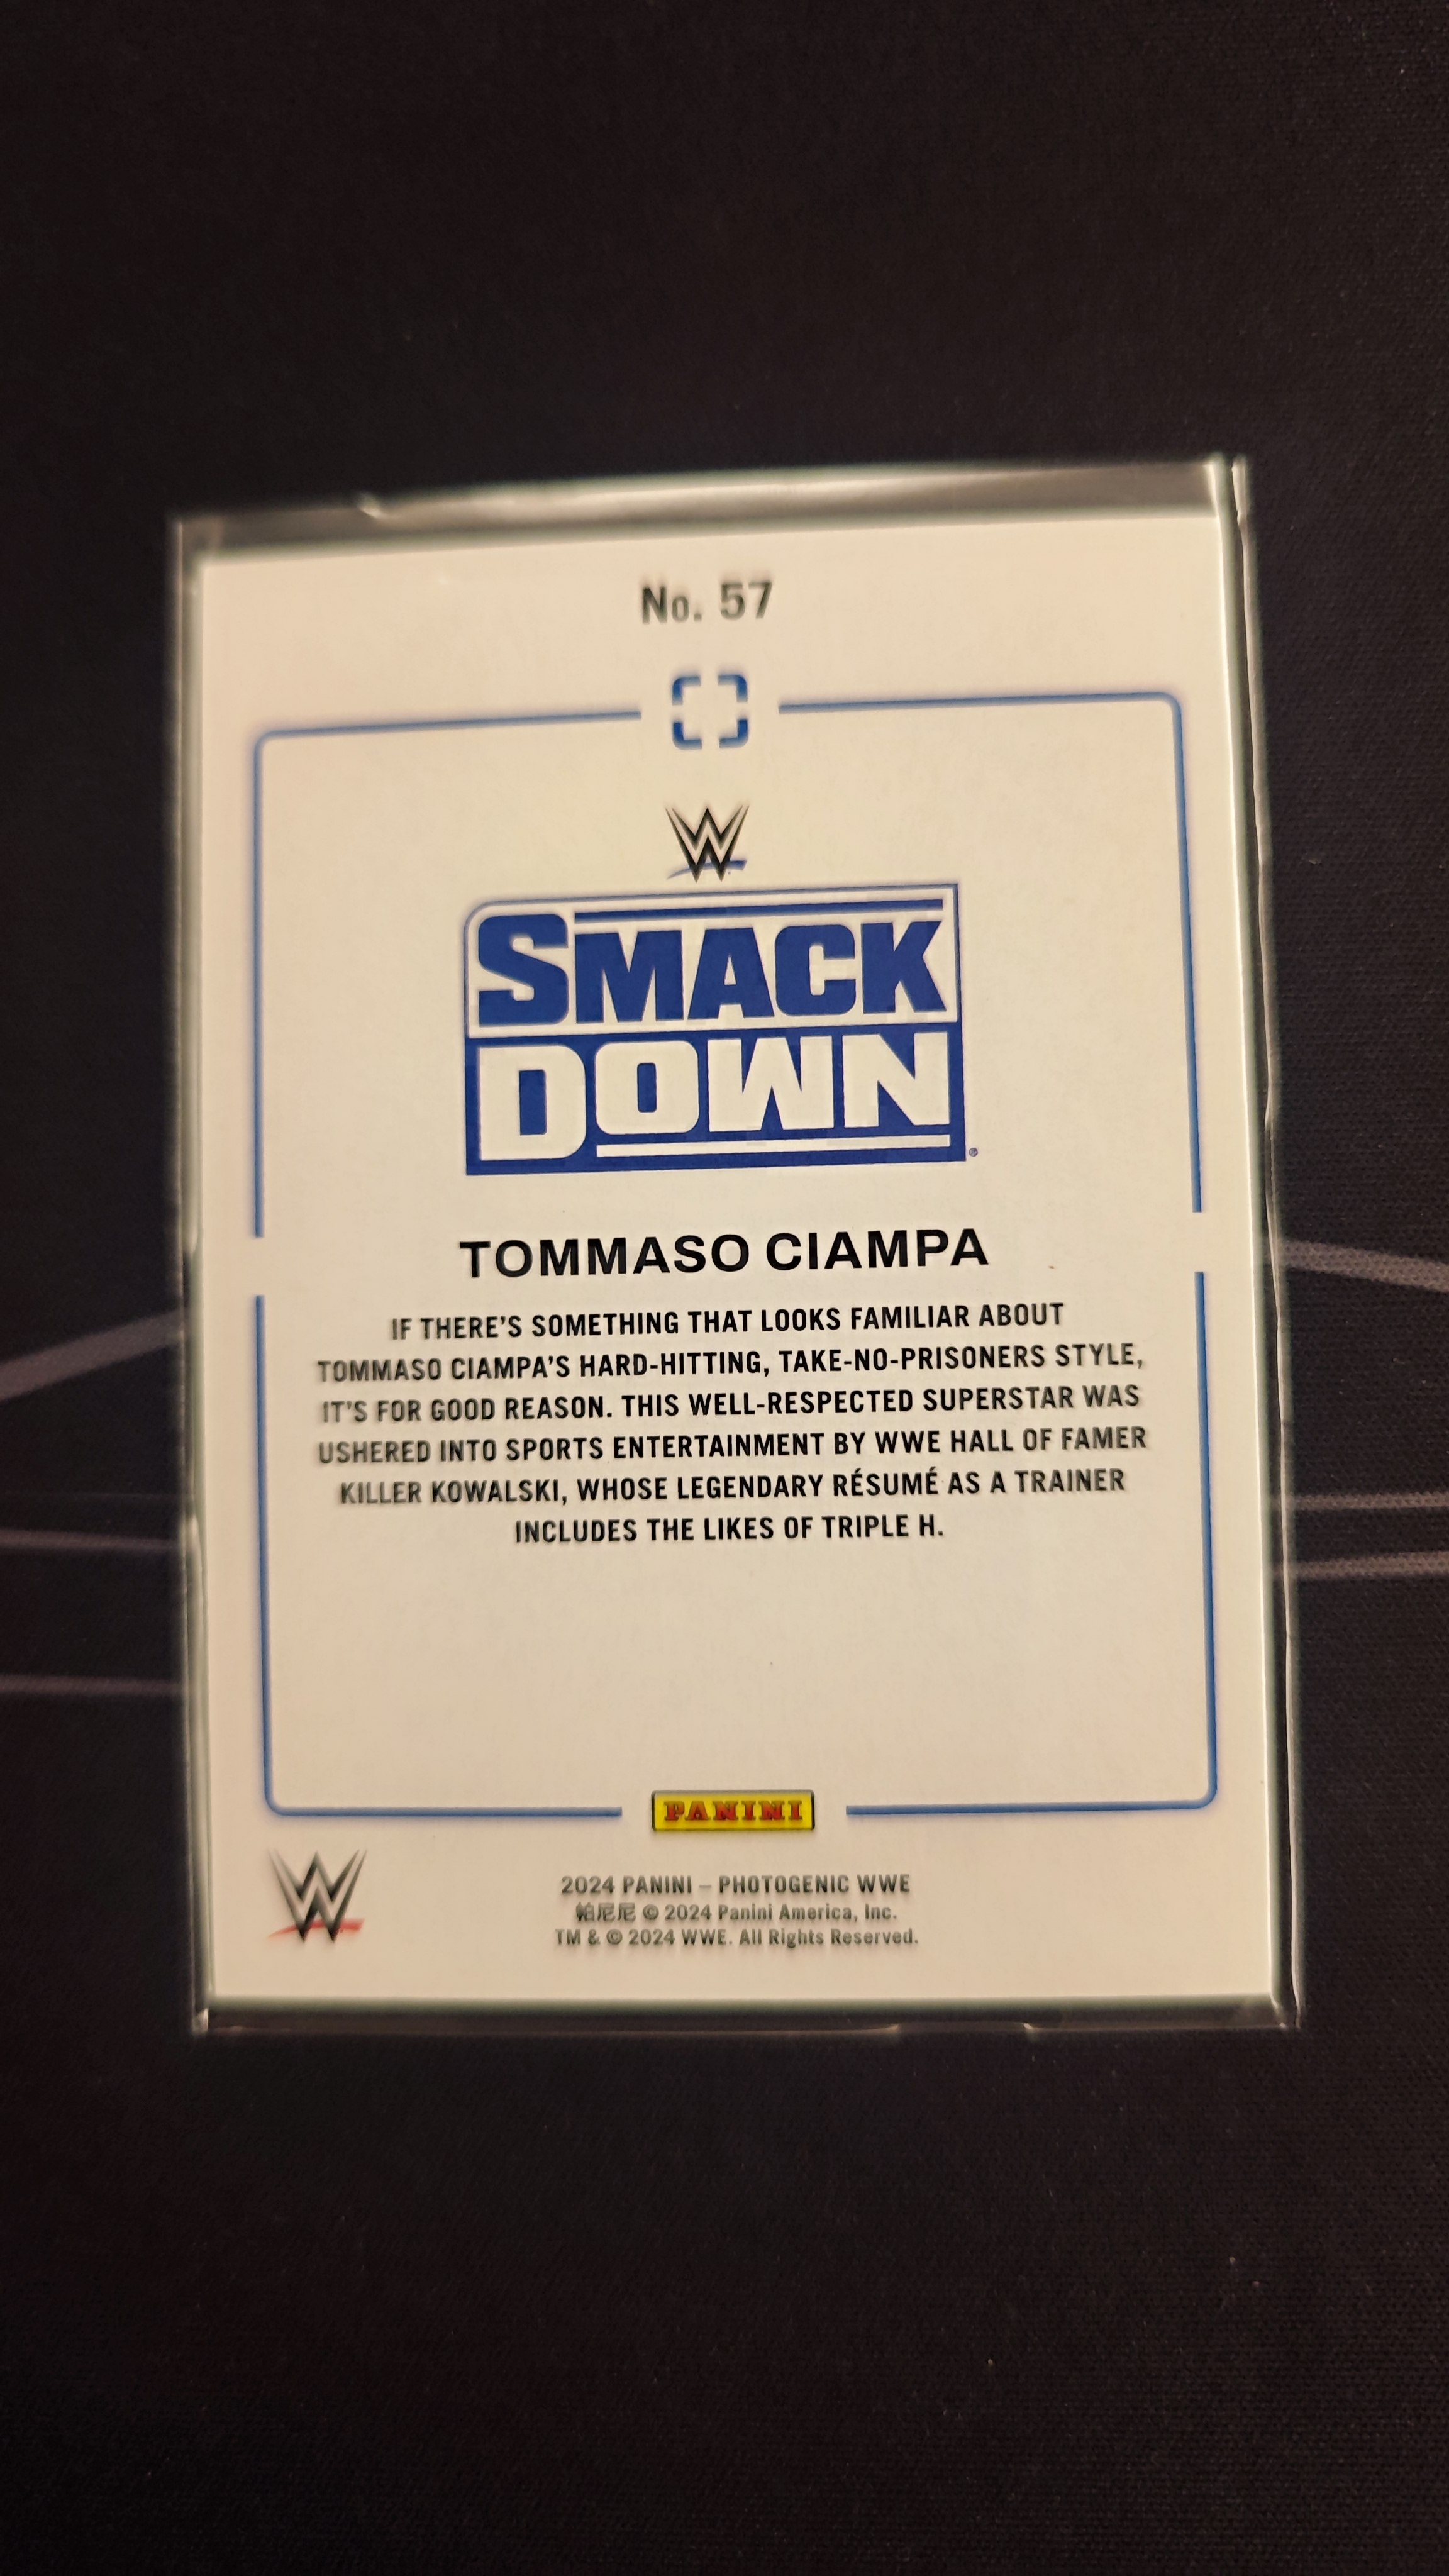 No. 57
W
SMACK
DOWN
®
TOMMASO CIAMPA
IF THERE'S SOMETHING THAT LOOKS FAMILIAR ABOUT
TOMMASO CIAMPA'S HARD-HITTING, TAKE-NO-PRISONERS STYLE,
IT'S FOR GOOD REASON. THIS WELL-RESPECTED SUPERSTAR WAS
USHERED INTO SPORTS ENTERTAINMENT BY WWE HALL OF FAMER
KILLER KOWALSKI, WHOSE LEGENDARY RÉSUMÉ AS A TRAINER
INCLUDES THE LIKES OF TRIPLE H.
PANINI
W
2024 PANINI – PHOTOGENIC WWE
帕尼尼 © 2024 Panini America, Inc.
TM & © 2024 WWE. All Rights Reserved.